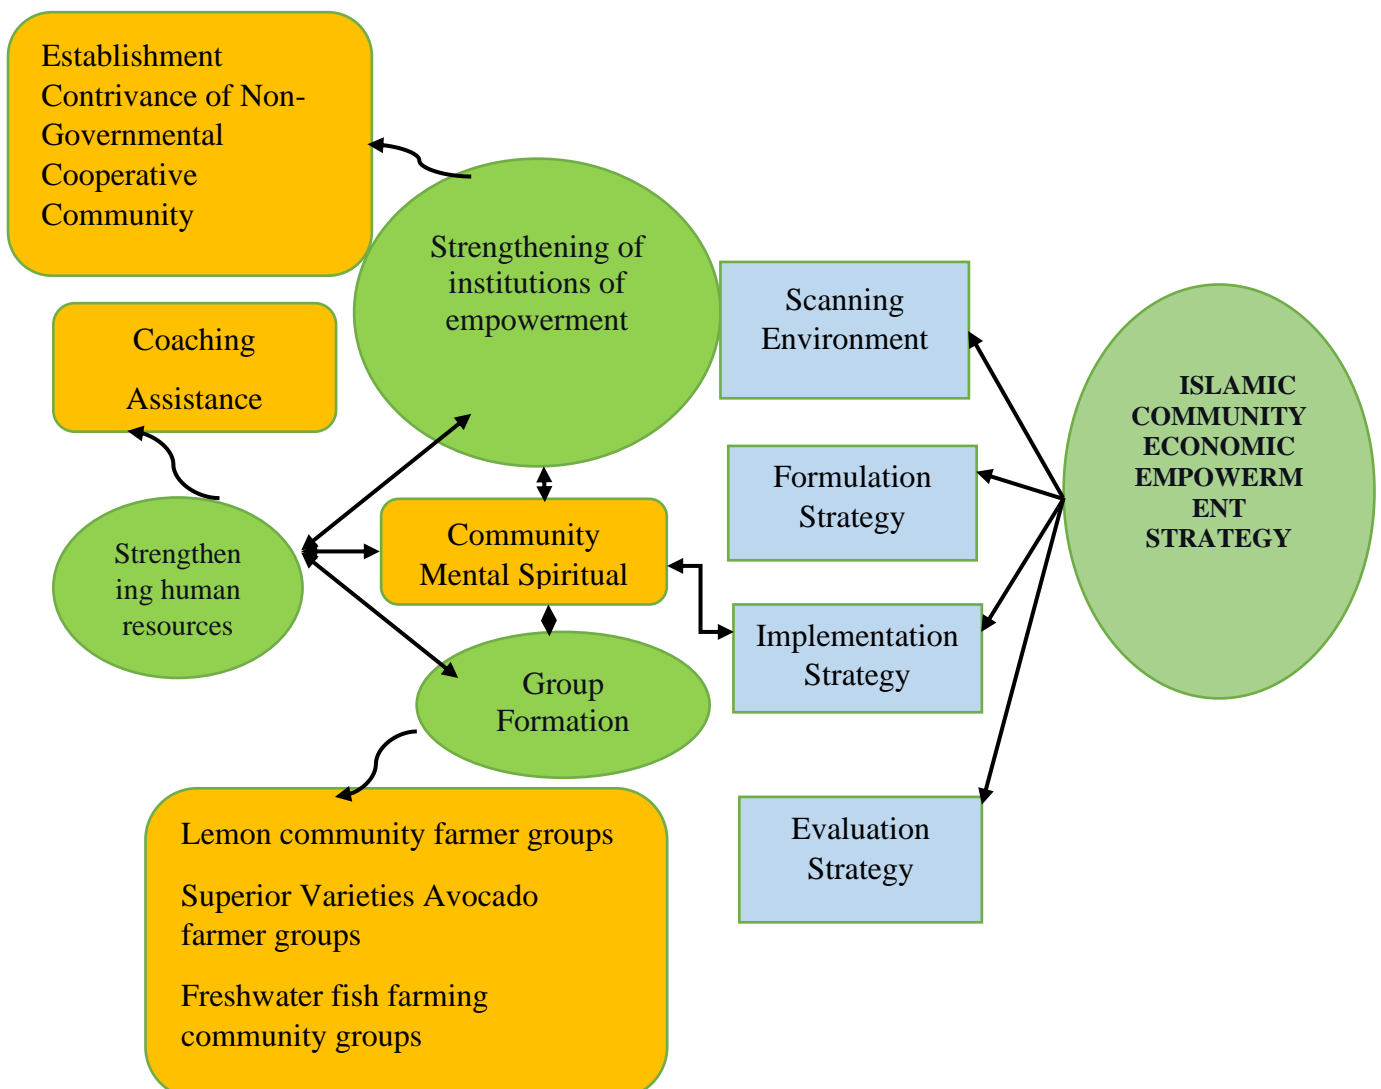 Establishment
Contrivance of Non-
Governmental
Cooperative
Community
Strengthening of
institutions of
empowerment
Scanning
Environment
ISLAMIC
COMMUNITY
ECONOMIC
EMPOWERM
ENT
STRATEGY
Coaching
Assistance
Formulation
Strategy
Community
Mental Spiritual
Strengthen
ing human
resources
Implementation
Strategy
Group
Formation
Evaluation
Strategy
Lemon community farmer groups
Superior Varieties Avocado
farmer groups
Freshwater fish farming
community groups